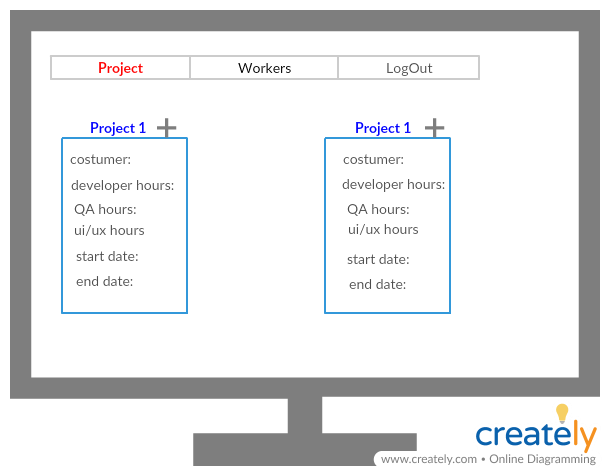 Project Workers LogOut
Project 1
costumer:
developer hours:
QA hours:
ui/ux hours
start date:
end date:
Project 1
costumer:
developer hours:
QA hours:
ui/ux hours
start date:
end date:
creately
www.creately.com • Online Diagramming